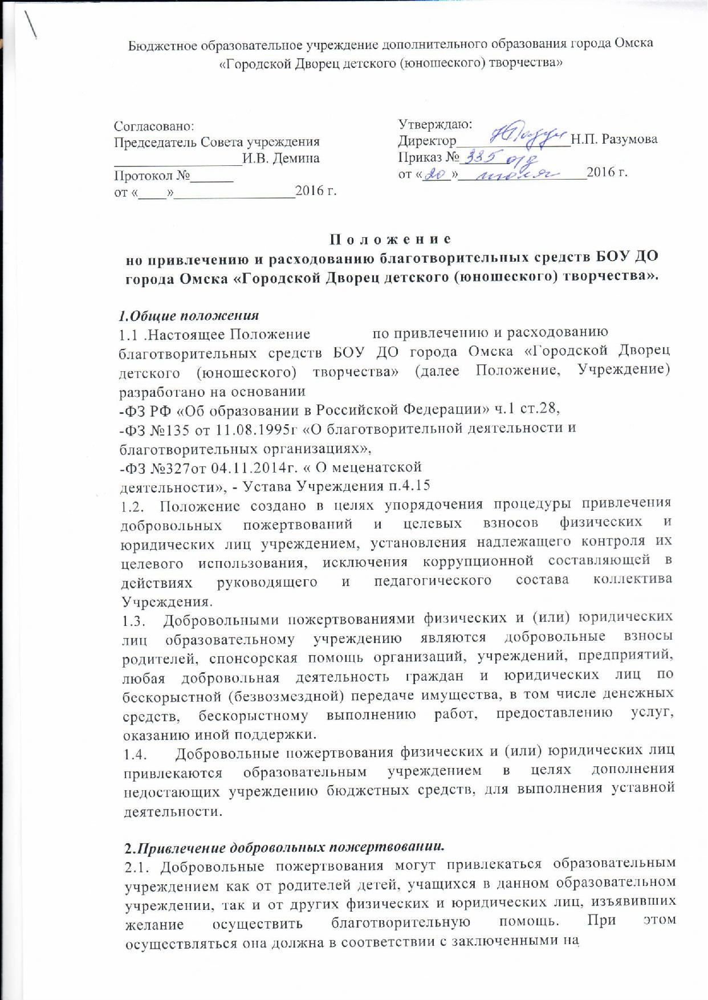 Бюджетное образовательное учреждение дополнительного образования города Омска
«Городской Дворец детского (юношеского) творчества»
Согласовано:
Председатель Совета учреждения
__________________И.В. Демина
Протокол №______
от «____»_________________2016 г.
Утверждаю:
Директор________________Н.П. Разумова
Приказ № 335 од
от «20» июля 2016 г.
П о л о ж е н и е
но привлечению и расходованию благотворительных средств БОУ ДО
города Омска «Городской Дворец детского (юношеского) творчества».
1.Общие положения
1.1 .Настоящее Положение по привлечению и расходованию
благотворительных средств БОУ ДО города Омска «Городской Дворец
детского (юношеского) творчества» (далее Положение, Учреждение)
разработано на основании
-ФЗ РФ «Об образовании в Российской Федерации» ч.1 ст.28,
-ФЗ №135 от 11.08.1995г «О благотворительной деятельности и
благотворительных организациях»,
-ФЗ №327от 04.11.2014г. « О меценатской
деятельности», - Устава Учреждения п.4.15
1.2. Положение создано в целях упорядочения процедуры привлечения
добровольных пожертвований и целевых взносов физических и
юридических лиц учреждением, установления надлежащего контроля их
целевого использования, исключения коррупционной составляющей в
действиях руководящего и педагогического состава коллектива
Учреждения.
1.3. Добровольными пожертвованиями физических и (или) юридических
лиц образовательному учреждению являются добровольные взносы
родителей, спонсорская помощь организаций, учреждений, предприятий,
любая добровольная деятельность граждан и юридических лиц по
бескорыстной (безвозмездной) передаче имущества, в том числе денежных
средств, бескорыстному выполнению работ, предоставлению услуг,
оказанию иной поддержки.
1.4. Добровольные пожертвования физических и (или) юридических лиц
привлекаются образовательным учреждением в целях дополнения
недостающих учреждению бюджетных средств, для выполнения уставной
деятельности.
2.Привлечение добровольных пожертвовании.
2.1. Добровольные пожертвования могут привлекаться образовательным
учреждением как от родителей детей, учащихся в данном образовательном
учреждении, так и от других физических и юридических лиц, изъявивших
желание осуществить благотворительную помощь. При этом
осуществляться она должна в соответствии с заключенными на